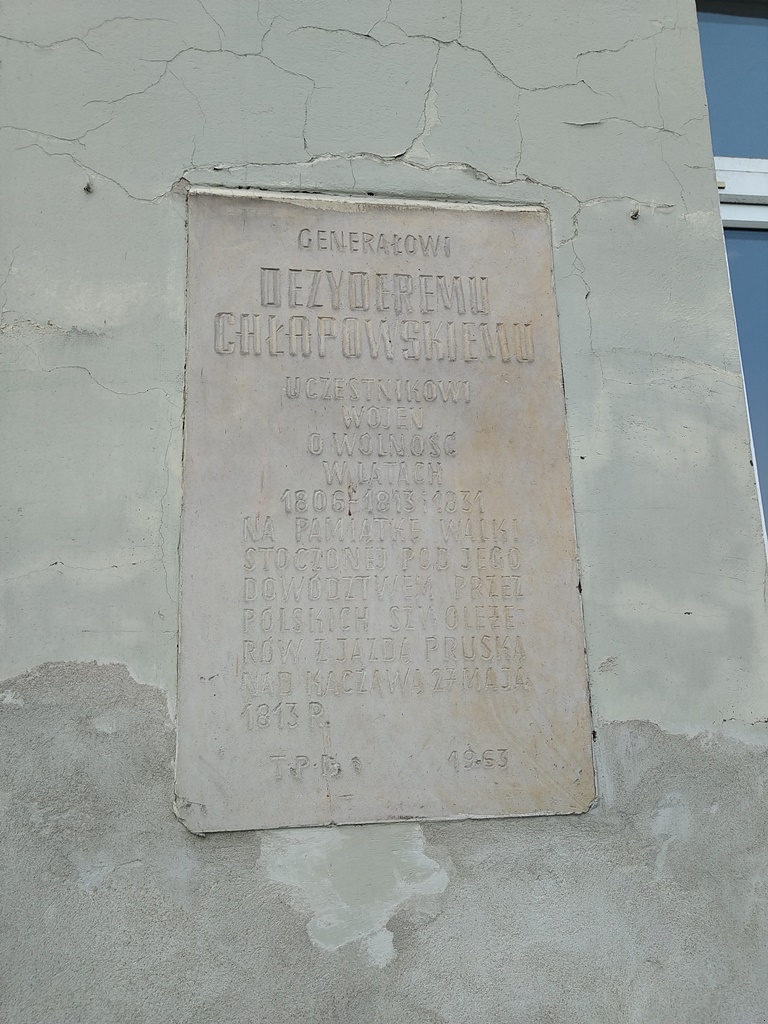 GENERAŁOWI
DEZYDEREMU
CHŁAPOWSKIEMU
UCZESTNIKOWI
WOJEN
O WOLNOŚĆ
W LATACH
1806-1813 i 1831
NA PAMIĄTKĘ WALKI
STOCZONEJ POD JEGO
DOWÓDZTWEM PRZEZ
POLSKICH SZWOLEŻE-
RÓW Z JAZDĄ PRUSKĄ
NAD KACZAWĄ 27 MAJA
1813 R.
1963